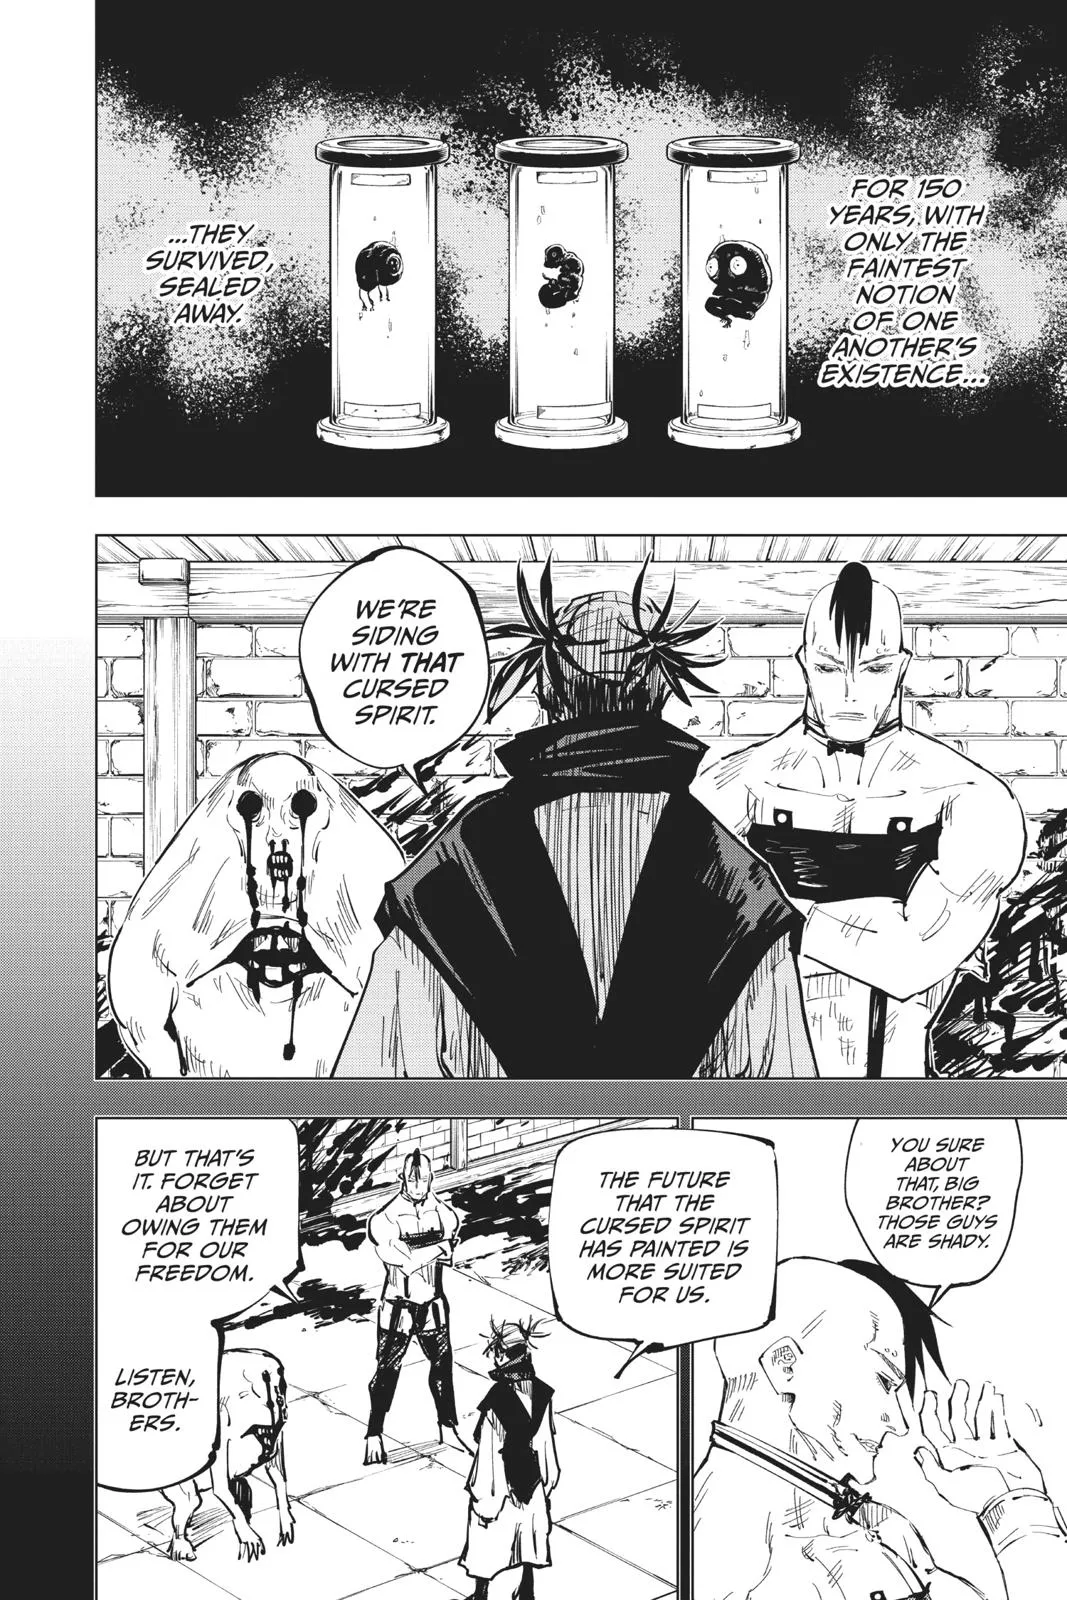 FOR 150
YEARS, WITH
ONLY THE
FAINTEST
NOTION
OF ONE
ANOTHER'S
EXISTENCE...
...THEY
SURVIVED,
SEALED
AWAY.
WE'RE
SIDING
WITH THAT
CURSED
SPIRIT.
YOU SURE
ABOUT
THAT, BIG
BROTHER?
THOSE GUYS
ARE SHADY.
THE FUTURE
THAT THE
CURSED SPIRIT
HAS PAINTED IS
MORE SUITED
FOR US.
BUT THAT'S
IT. FORGET
ABOUT
OWING THEM
FOR OUR
FREEDOM.
LISTEN,
BROTH-
ERS.